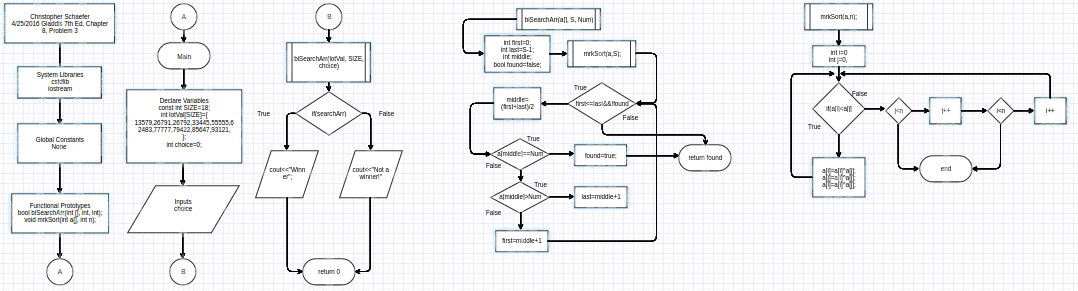 Christopher Schaefer
4/25/2016 Gladdis 7th Ed, Chapter
8, Problem 3
System Libraries
cstdlib
iostream
Global Constants
None
Functional Prototypes
bool biSearchArr(int [], int, int);
void mrkSort(int a[], int n);
A
A
Main
Declare Variables
const int SIZE=18;
int lotVal[SIZE]={
13579,26791,26792,33445,55555,6
2483,77777,79422,85647,93121,
};
int choice=0;
Inputs
choice
B
B
biSearchArr(lotVal, SIZE,
choice)
if(searchArr)
True
False
cout<<"Winn
er";
cout<<"Not a
winner!"
return 0
biSearchArr(a[], S, Num)
int first=0;
int last=S-1;
int middle;
bool found=false;
mrkSort(a,S);
first<=last&&!found
True
False
middle=
(first+last)/2
a[middle]==Num
True
False
found=true;
return found
a[middle]>Num
True
False
last=middle+1
first=middle+1
mrkSort(a,n);
int i=0
int j=0,
if(a[i]<a[j])
False
True
a[i]=a[i]^a[j];
a[j]=a[i]^a[j];
a[i]=a[i]^a[j];
j<n
j++
i<n
i++
end